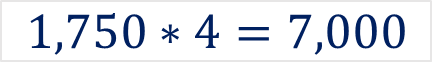 1,750 ∗ 4 = 7,000